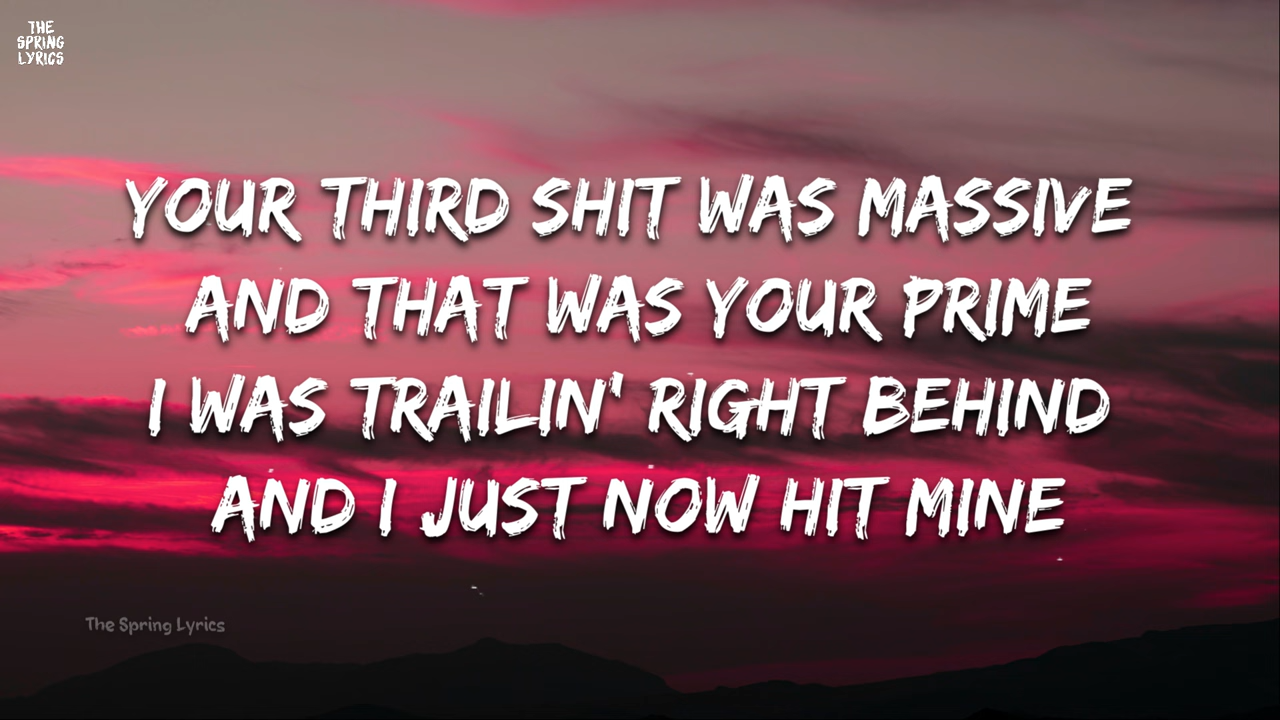 THE
SPRING
LYRICS
YOUR THIRD SHIT WAS MASSIVE
AND THAT WAS YOUR PRIME
I WAS TRAILIN' RIGHT BEHIND
AND I JUST NOW HIT MINE
The Spring Lyrics